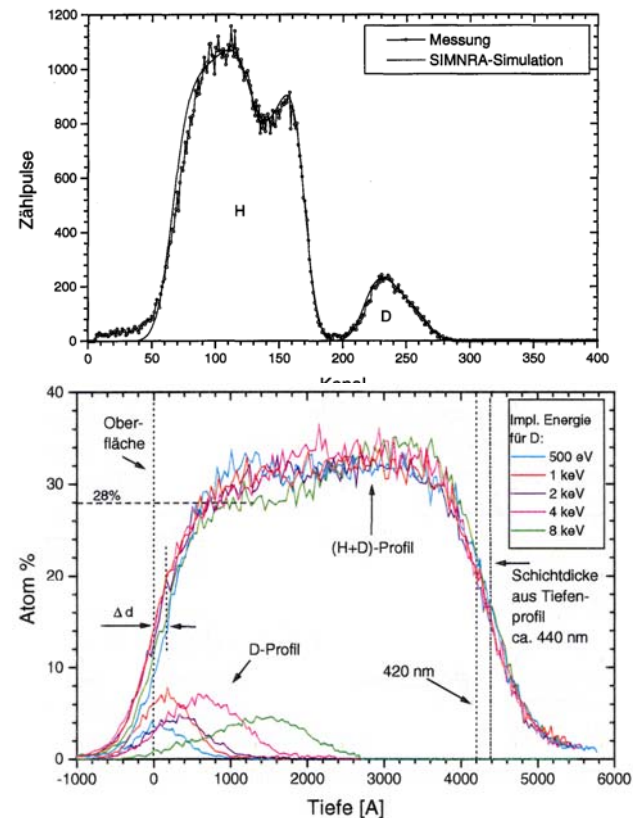 1200
1000
800
600
400
200
0
Zählpulse
Messung
SIMNRA-Simulation
H
D
0 50 100 150 200 250 300 350 400
40
30
20
10
0
Atom %
Ober-
fläche
28%
Δ d
D-Profil
(H+D)-Profil
420 nm
Impl. Energie
für D:
500 eV
1 keV
2 keV
4 keV
8 keV
Schichtdicke
aus Tiefen-
profil
ca. 440 nm
-1000 0 1000 2000 3000 4000 5000 6000
Tiefe [A]